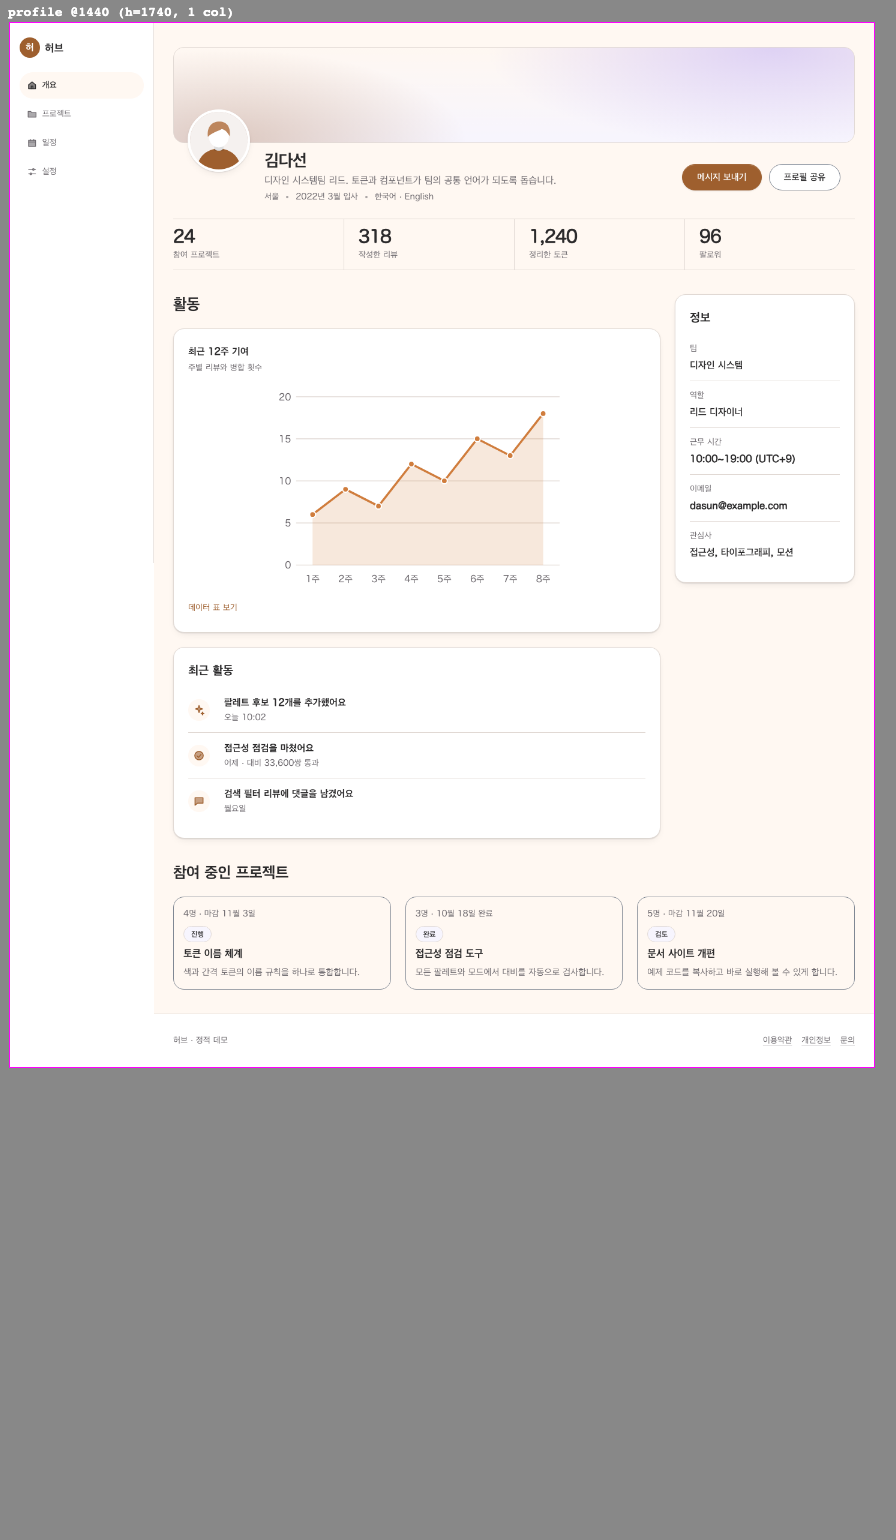 profile @1440 (h=1740, 1 col)
허 허브
개요
프로젝트
일정
설정
김다선
디자인 시스템팀 리드. 토큰과 컴포넌트가 팀의 공통 언어가 되도록 돕습니다.
서울 • 2022년 3월 입사 • 한국어 · English
메시지 보내기
프로필 공유
24
참여 프로젝트
318
작성한 리뷰
1,240
정리한 토큰
96
팔로워
활동
최근 12주 기여
주별 리뷰와 병합 횟수
20
15
10
5
0
1주 2주 3주 4주 5주 6주 7주 8주
데이터 표 보기
정보
팀
디자인 시스템
역할
리드 디자이너
근무 시간
10:00~19:00 (UTC+9)
이메일
dasun@example.com
관심사
접근성, 타이포그래피, 모션
최근 활동
팔레트 후보 12개를 추가했어요
오늘 10:02
접근성 점검을 마쳤어요
어제 · 대비 33,600쌍 통과
검색 필터 리뷰에 댓글을 남겼어요
월요일
참여 중인 프로젝트
4명 · 마감 11월 3일
진행
토큰 이름 체계
색과 간격 토큰의 이름 규칙을 하나로 통합합니다.
3명 · 10월 18일 완료
완료
접근성 점검 도구
모든 팔레트와 모드에서 대비를 자동으로 검사합니다.
5명 · 마감 11월 20일
검토
문서 사이트 개편
예제 코드를 복사하고 바로 실행해 볼 수 있게 합니다.
허브 · 정적 데모
이용약관 개인정보 문의